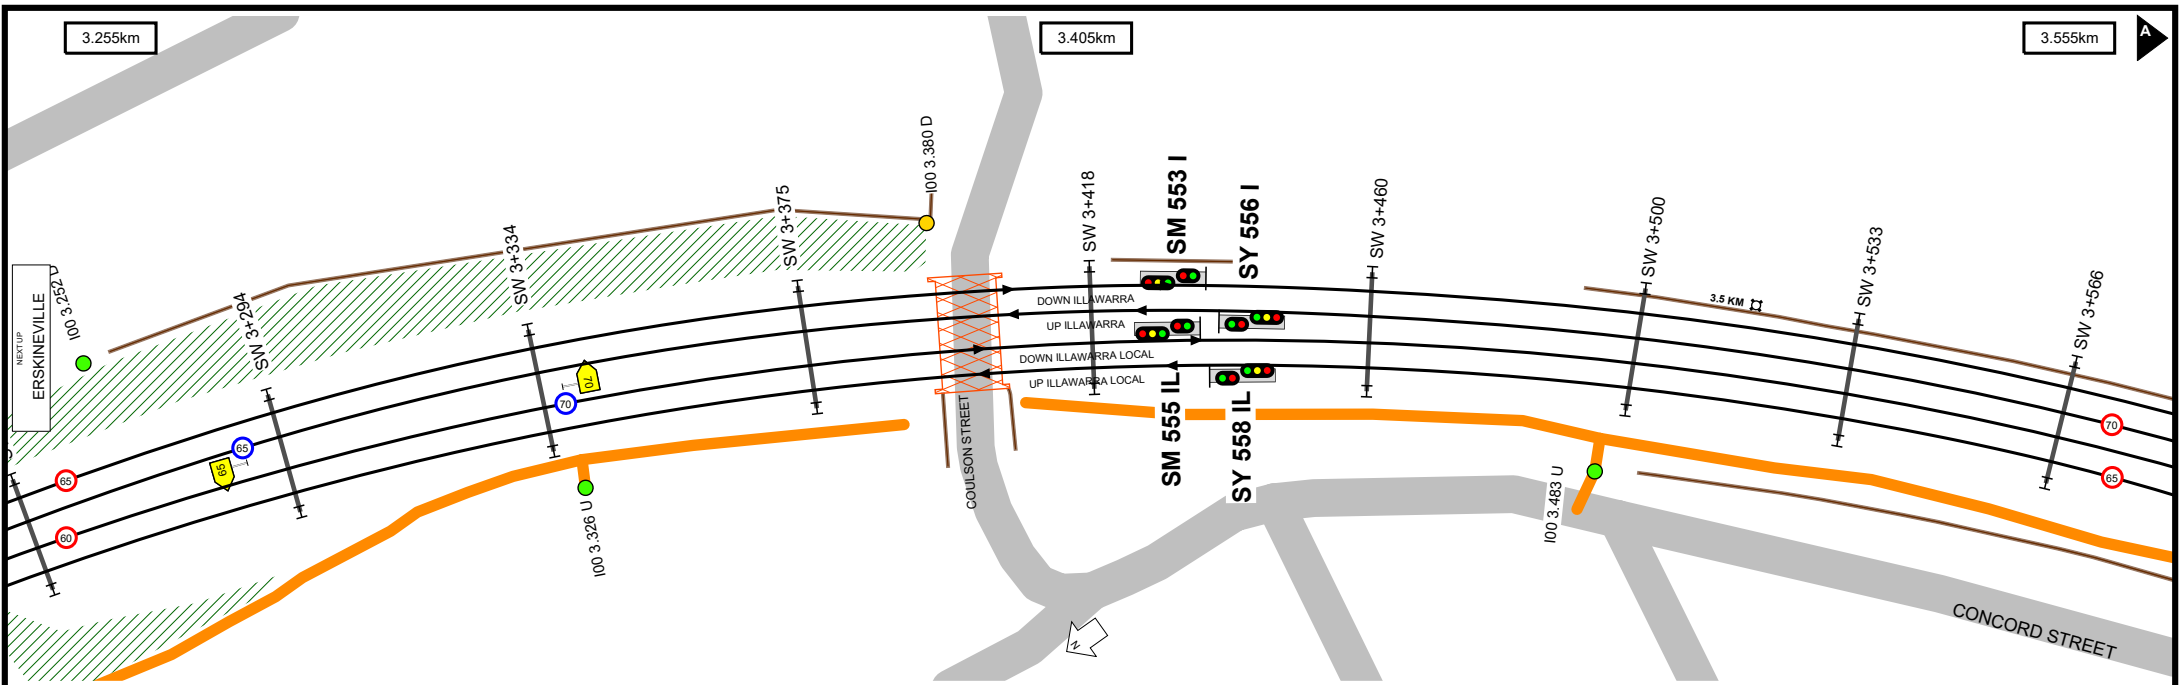 3.255km
3.405km
3.555km
A
NEXT UP
ERSKINEVILLE
I00 3.252 D
SW 3+294
SW 3+334
SW 3+375
I00 3.380 D
SW 3+418
SM 553 I
SY 556 I
SW 3+460
SW 3+500
3.5 KM
SW 3+533
SW 3+566
DOWN ILLAWARRA
UP ILLAWARRA
DOWN ILLAWARRA LOCAL
UP ILLAWARRA LOCAL
65
65
65
60
70
70
70
65
I00 3.326 U
COULSON STREET
SM 555 IL
SY 558 IL
I00 3.483 U
N
CONCORD STREET